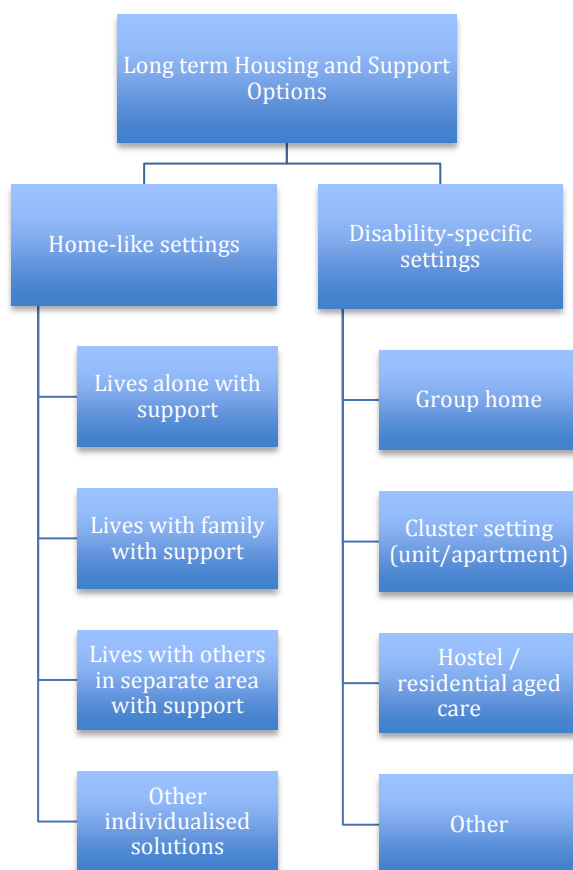 Long term Housing and Support
Options
Home-like settings
Disability-specific
settings
Lives alone with
support
Group home
Lives with family
with support
Cluster setting
(unit/apartment)
Lives with others
in separate area
with support
Hostel /
residential aged
care
Other
individualised
solutions
Other